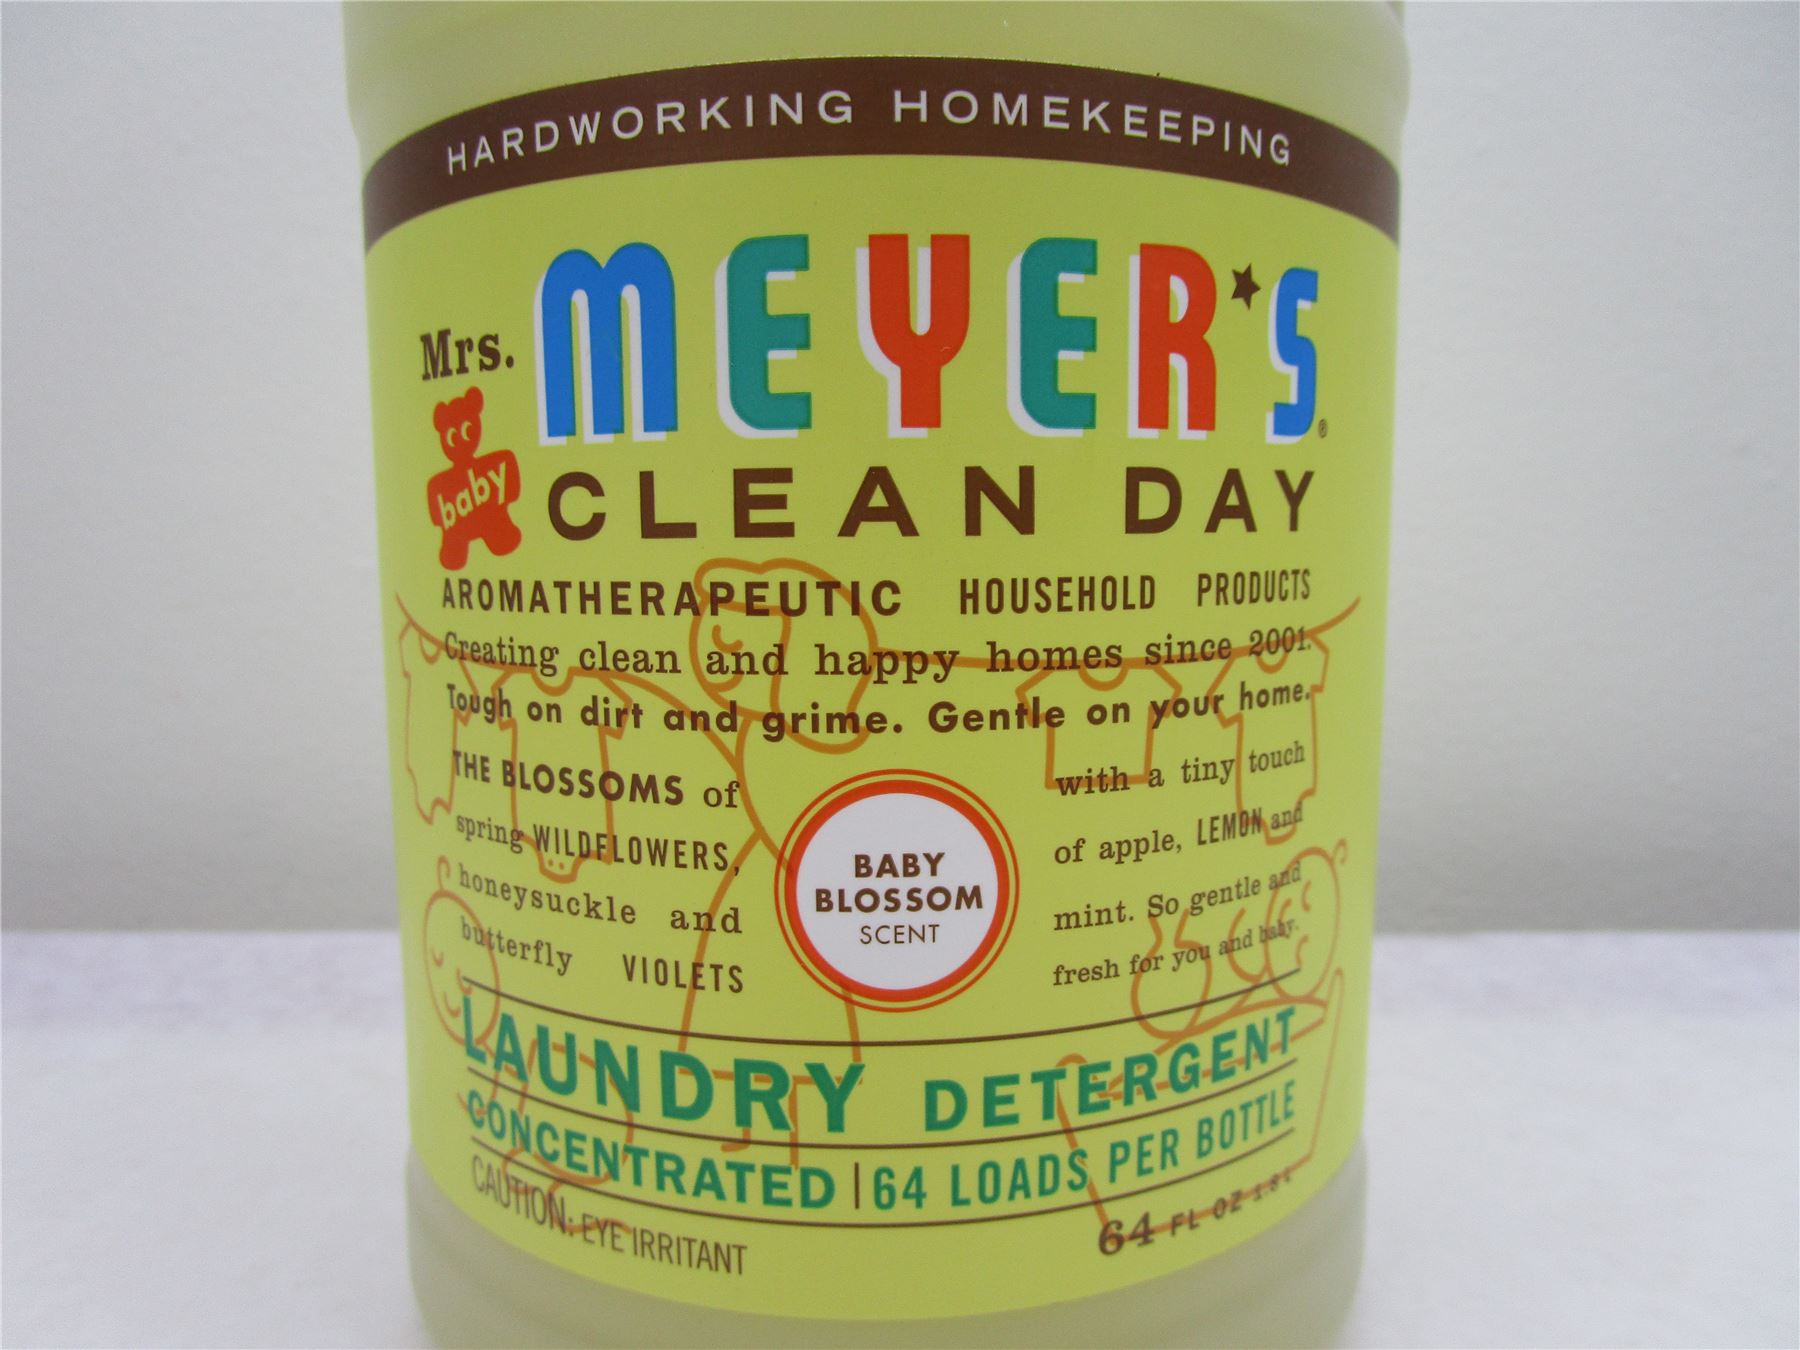 HARDWORKING HOMEKEEPING
Mrs. MEYER'S®
baby
CLEAN DAY
AROMATHERAPEUTIC HOUSEHOLD PRODUCTS
Creating clean and happy homes since 2001.
Tough on dirt and grime. Gentle on your home.
THE BLOSSOMS of
spring WILDFLOWERS,
honeysuckle and
butterfly VIOLETS
BABY
BLOSSOM
SCENT
with a tiny touch
of apple, LEMON and
mint. So gentle and
fresh for you and baby.
LAUNDRY DETERGENT
CONCENTRATED | 64 LOADS PER BOTTLE
CAUTION: EYE IRRITANT
64 FL OZ 1.8 L